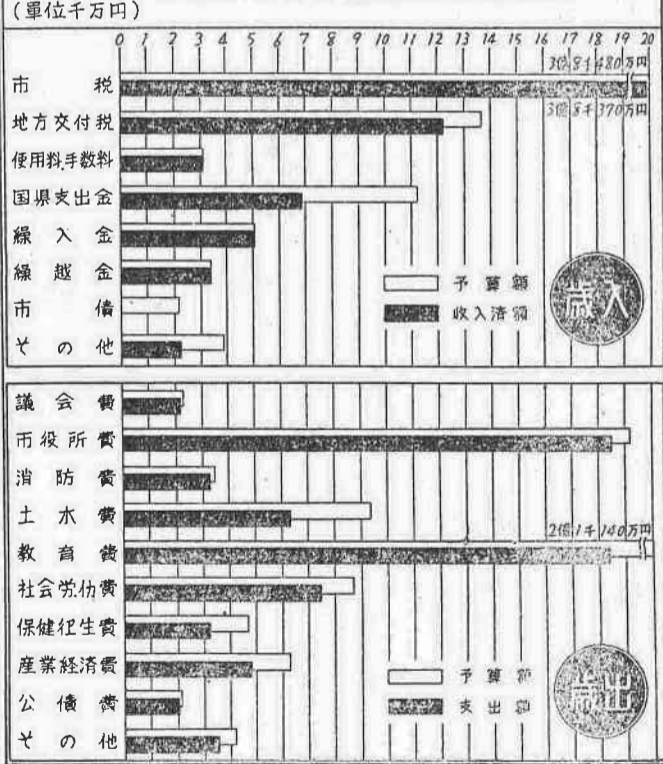 (單位千万円)
0 1 2 3 4 5 6 7 8 9 10 11 12 13 14 15 16 17 18 19 20
市税
3億8千480万円
3億8千370万円
地方交付税
使用料.手数料
国県支出金
繰入金
繰越金
市債
その他
予算額
収入済額
歳入
議会費
市役所費
消防費
土木費
2億1千140万円
教育費
社会労仂費
保健衛生費
産業経済費
公債費
その他
予算額
支出額
歳出